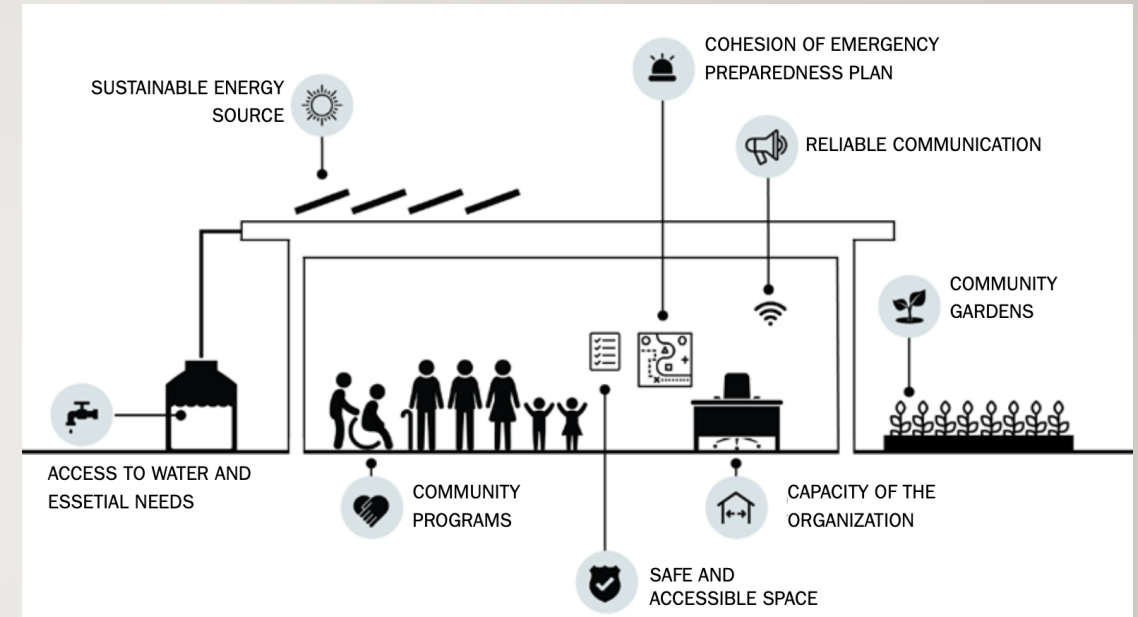 COHESION OF EMERGENCY
PREPAREDNESS PLAN
SUSTAINABLE ENERGY
SOURCE
RELIABLE COMMUNICATION
COMMUNITY
GARDENS
ACCESS TO WATER AND
ESSETIAL NEEDS
COMMUNITY
PROGRAMS
CAPACITY OF THE
ORGANIZATION
SAFE AND
ACCESSIBLE SPACE